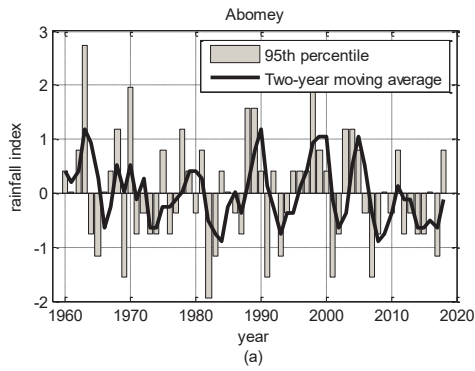 Abomey
3
95th percentile
Two-year moving average
2
1
0
-1
-2
rainfall index
1960 1970 1980 1990 2000 2010 2020
year
(a)